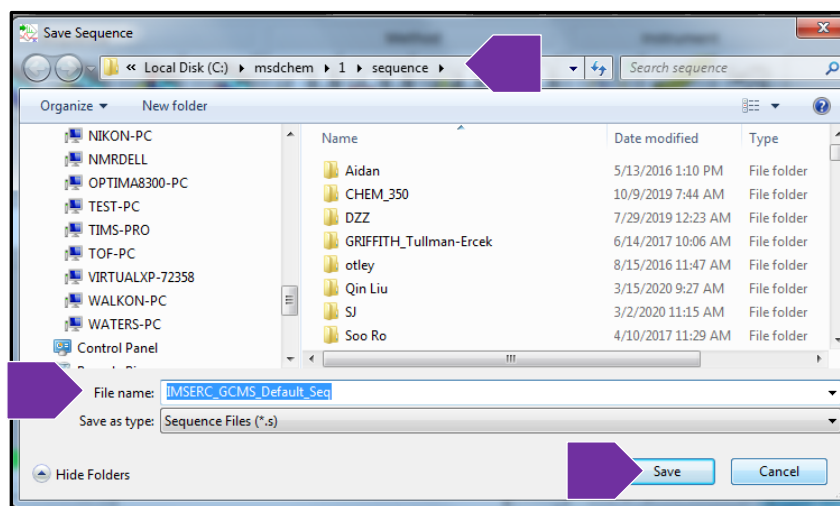 Save Sequence
« Local Disk (C:) ▸ msdchem ▸ 1 ▸ sequence ▸
Search sequence
Organize New folder
NIKON-PC
NMRDELL
OPTIMA8300-PC
TEST-PC
TIMS-PRO
TOF-PC
VIRTUALXP-72358
WALKON-PC
WATERS-PC
Control Panel
Name Date modified Type
Aidan 5/13/2016 1:10 PM File folder
CHEM_350 10/9/2019 7:44 AM File folder
DZZ 7/29/2019 12:23 AM File folder
GRIFFITH_Tullman-Ercek 6/14/2017 10:06 AM File folder
otley 8/15/2016 11:47 AM File folder
Qin Liu 3/15/2020 9:27 AM File folder
SJ 3/2/2020 11:15 AM File folder
Soo Ro 4/10/2017 11:29 AM File folder
File name: IMSERC_GCMS_Default_Seq
Save as type: Sequence Files (*.s)
Hide Folders
Save Cancel